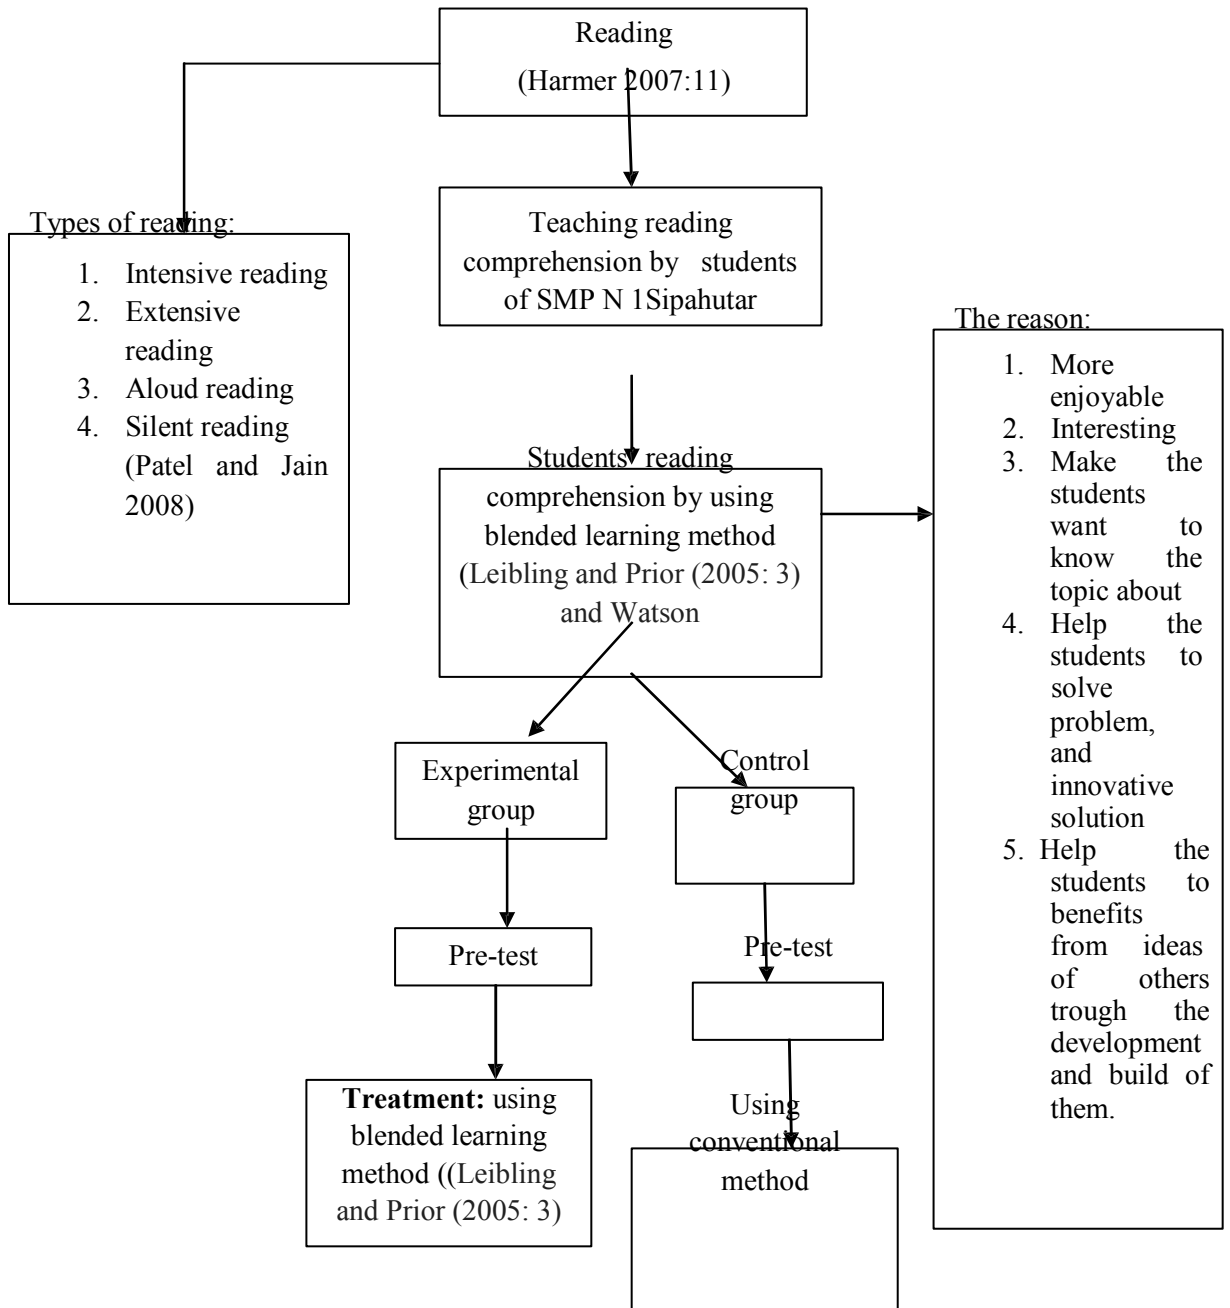 Reading
(Harmer 2007:11)
Types of reading:
1. Intensive reading
2. Extensive
reading
3. Aloud reading
4. Silent reading
(Patel and Jain
2008)
Teaching reading
comprehension by students
of SMP N 1Sipahutar
Students reading
comprehension by using
blended learning method
(Leibling and Prior (2005: 3)
and Watson
The reason:
1. More
enjoyable
2. Interesting
3. Make the
students
want to
know the
topic about
4. Help the
students to
solve
problem,
and
innovative
solution
5. Help the
students to
benefits
from ideas
of others
trough the
development
and build of
them.
Experimental
group
Control
group
Pre-test
Pre-test
Treatment: using
blended learning
method ((Leibling
and Prior (2005: 3)
Using
conventional
method